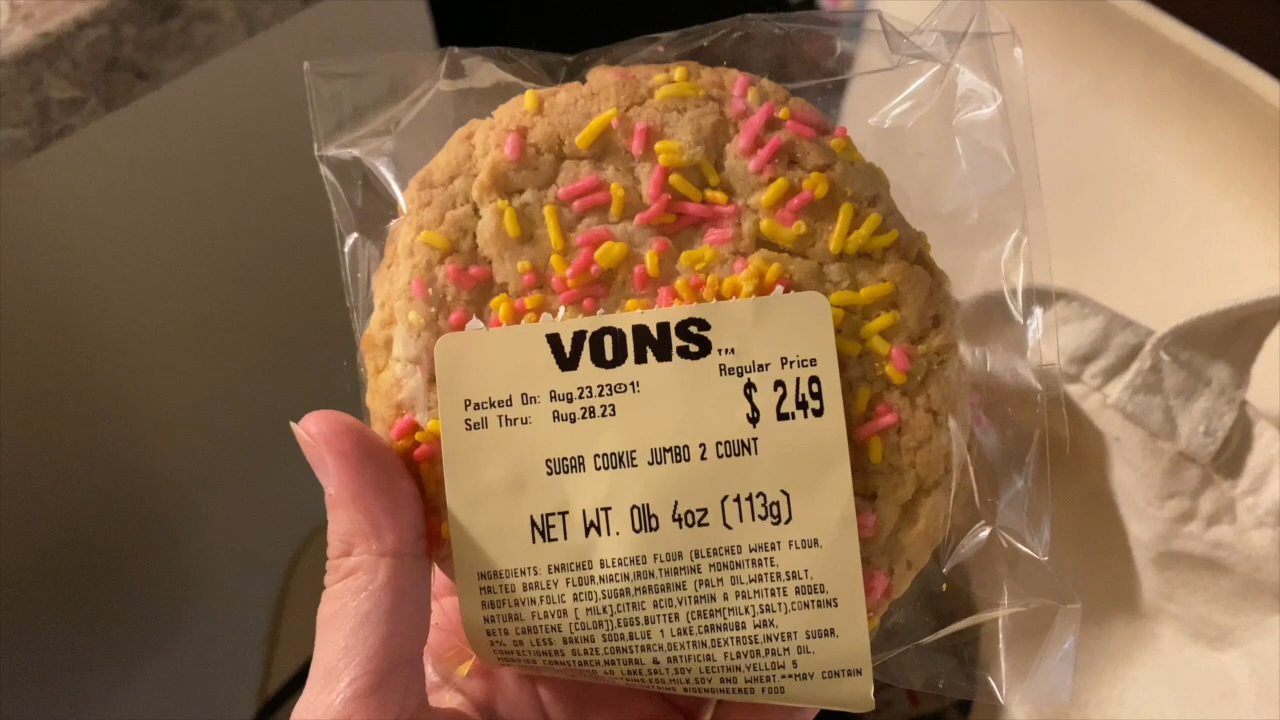 VONS™
Regular Price
Packed On: Aug.23.23
$ 2.49
Sell Thru: Aug.28.23
SUGAR COOKIE JUMBO 2 COUNT
NET WT. 0lb 4oz (113g)
INGREDIENTS: ENRICHED BLEACHED FLOUR (BLEACHED WHEAT FLOUR,
MALTED BARLEY FLOUR,NIACIN,IRON,THIAMINE MONONITRATE,
RIBOFLAVIN,FOLIC ACID),SUGAR,MARGARINE (PALM OIL,WATER,SALT,
NATURAL FLAVOR [ MILK],CITRIC ACID,VITAMIN A PALMITATE ADDED,
BETA CAROTENE [COLOR]),EGGS,BUTTER (CREAM[MILK],SALT).CONTAINS
2% OR LESS: BAKING SODA,BLUE 1 LAKE,CARNAUBA WAX,
CONFECTIONERS GLAZE,CORNSTARCH,DEXTRIN,DEXTROSE,INVERT SUGAR,
MODIFIED CORNSTARCH,NATURAL & ARTIFICIAL FLAVOR,PALM OIL,
40 LAKE,SALT,SOY LECITHIN,YELLOW 5
EGG,MILK,SOY AND WHEAT.**MAY CONTAIN
BIOENGINEERED FOOD